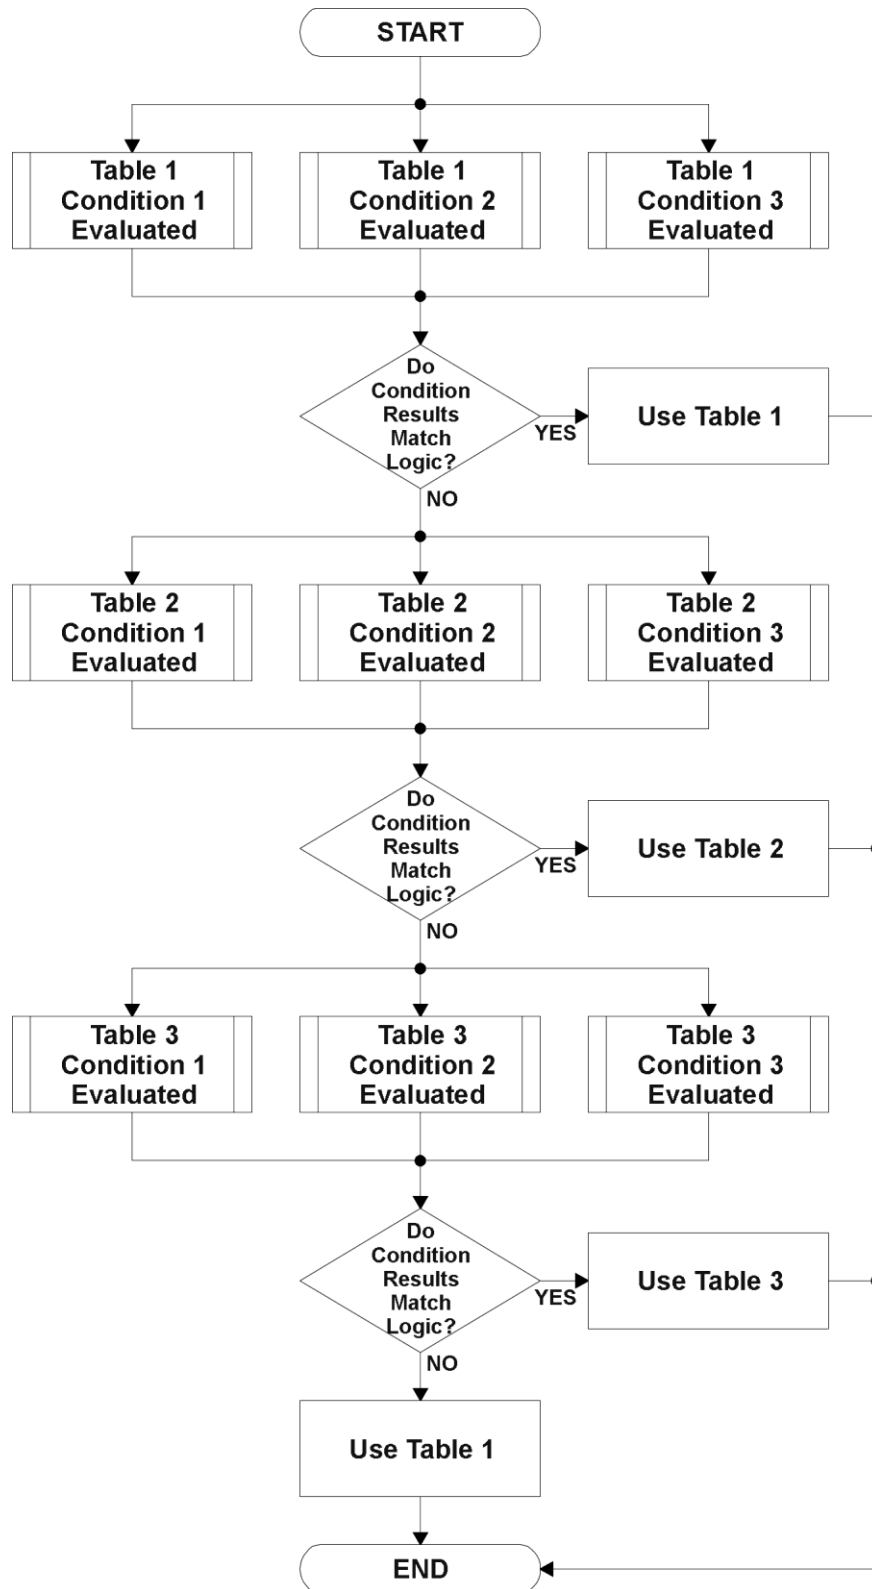 START
Table 1
Condition 1
Evaluated
Table 1
Condition 2
Evaluated
Table 1
Condition 3
Evaluated
Do
Condition
Results
Match
Logic?
YES
Use Table 1
NO
Table 2
Condition 1
Evaluated
Table 2
Condition 2
Evaluated
Table 2
Condition 3
Evaluated
Do
Condition
Results
Match
Logic?
YES
Use Table 2
NO
Table 3
Condition 1
Evaluated
Table 3
Condition 2
Evaluated
Table 3
Condition 3
Evaluated
Do
Condition
Results
Match
Logic?
YES
Use Table 3
NO
Use Table 1
END